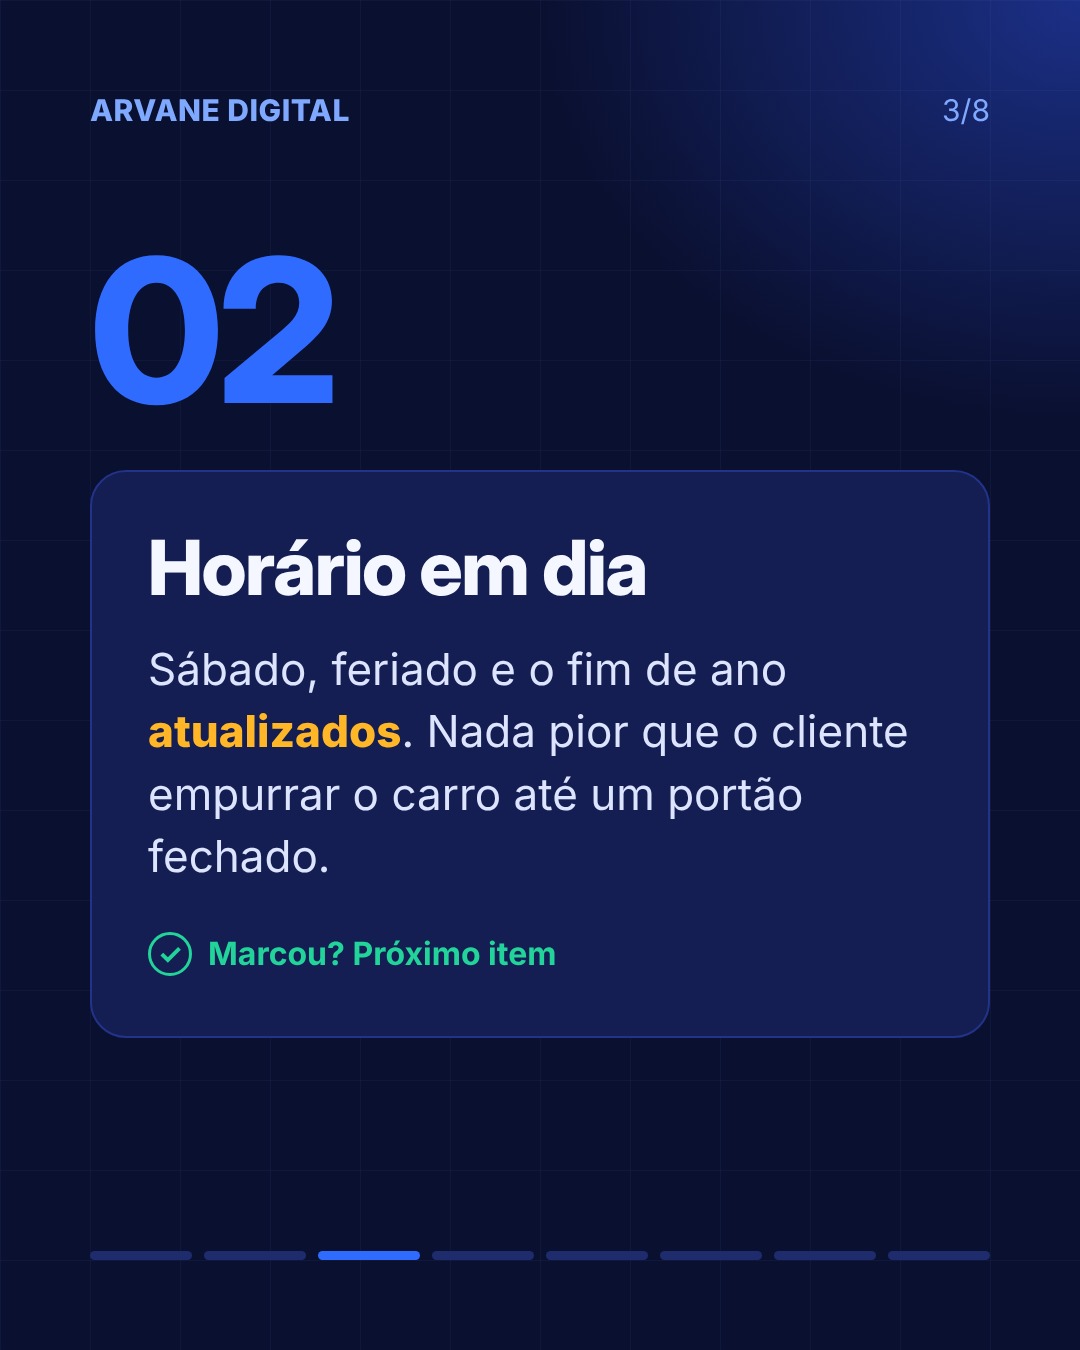 ARVANE DIGITAL
3/8
02
Horário em dia
Sábado, feriado e o fim de ano
atualizados. Nada pior que o cliente
empurrar o carro até um portão
fechado.
Marcou? Próximo item